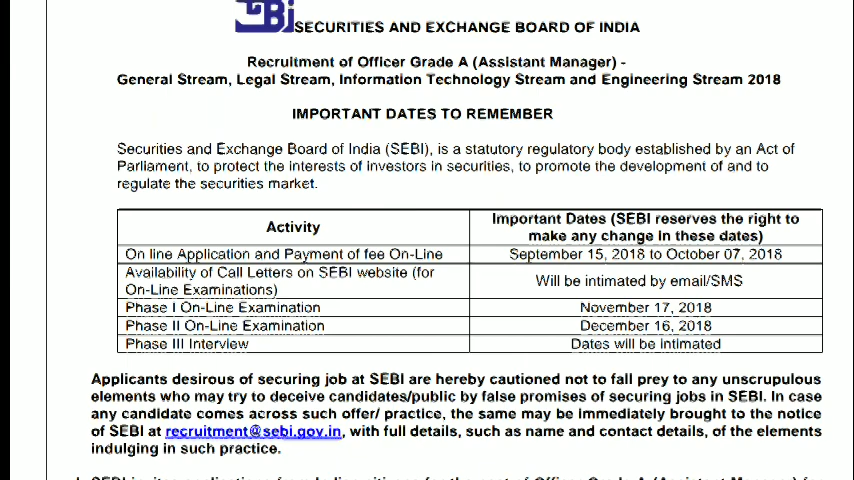 SEBI SECURITIES AND EXCHANGE BOARD OF INDIA
Recruitment of Officer Grade A (Assistant Manager) -
General Stream, Legal Stream, Information Technology Stream and Engineering Stream 2018
IMPORTANT DATES TO REMEMBER
Securities and Exchange Board of India (SEBI), is a statutory regulatory body established by an Act of
Parliament, to protect the interests of investors in securities, to promote the development of and to
regulate the securities market.
Activity
Important Dates (SEBI reserves the right to
make any change in these dates)
On line Application and Payment of fee On-Line
September 15, 2018 to October 07, 2018
Availability of Call Letters on SEBI website (for
On-Line Examinations)
Will be intimated by email/SMS
Phase I On-Line Examination
November 17, 2018
Phase II On-Line Examination
December 16, 2018
Phase III Interview
Dates will be intimated
Applicants desirous of securing job at SEBI are hereby cautioned not to fall prey to any unscrupulous
elements who may try to deceive candidates/public by false promises of securing jobs in SEBI. In case
any candidate comes across such offer/ practice, the same may be immediately brought to the notice
of SEBI at recruitment@sebi.gov.in, with full details, such as name and contact details, of the elements
indulging in such practice.